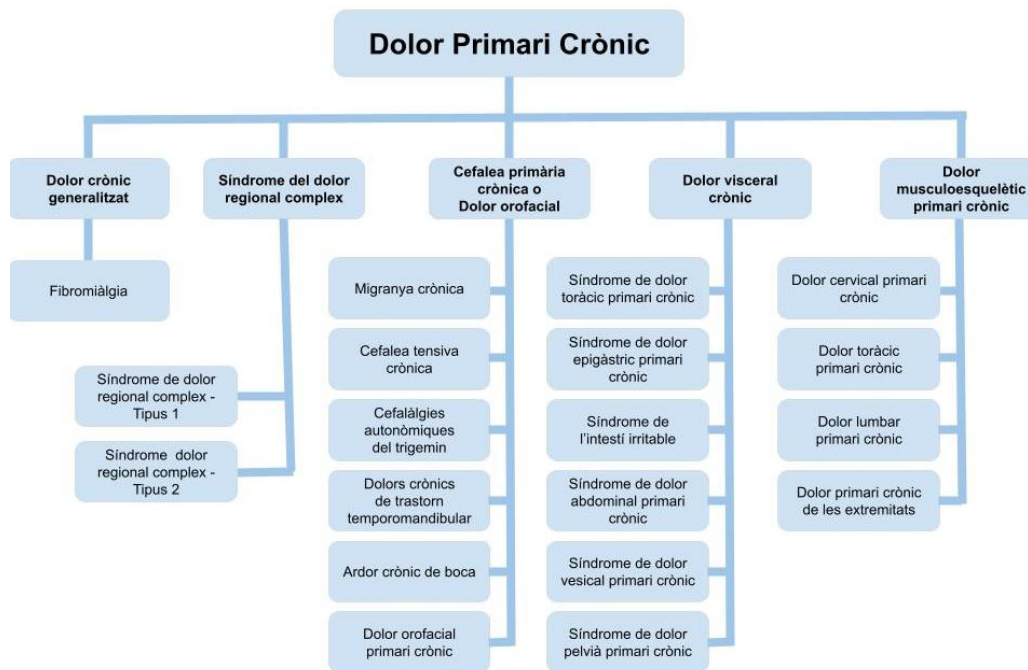 Dolor Primari Crònic
Dolor crònic
generalitzat
Síndrome del dolor
regional complex
Cefalea primària
crònica o
Dolor orofacial
Dolor visceral
crònic
Dolor
musculoesquelètic
primari crònic
Fibromiàlgia
Síndrome de dolor
regional complex -
Tipus 1
Síndrome dolor
regional complex -
Tipus 2
Migranya crònica
Cefalea tensiva
crònica
Cefalàlgies
autonòmiques
del trigemin
Dolors crònics
de trastorn
temporomandibular
Ardor crònic de boca
Dolor orofacial
primari crònic
Síndrome de dolor
toràcic primari crònic
Síndrome de dolor
epigàstric primari
crònic
Síndrome de
l'intestí irritable
Síndrome de dolor
abdominal primari
crònic
Síndrome de dolor
vesical primari crònic
Síndrome de dolor
pelvià primari crònic
Dolor cervical primari
crònic
Dolor toràcic
primari crònic
Dolor lumbar
primari crònic
Dolor primari crònic
de les extremitats